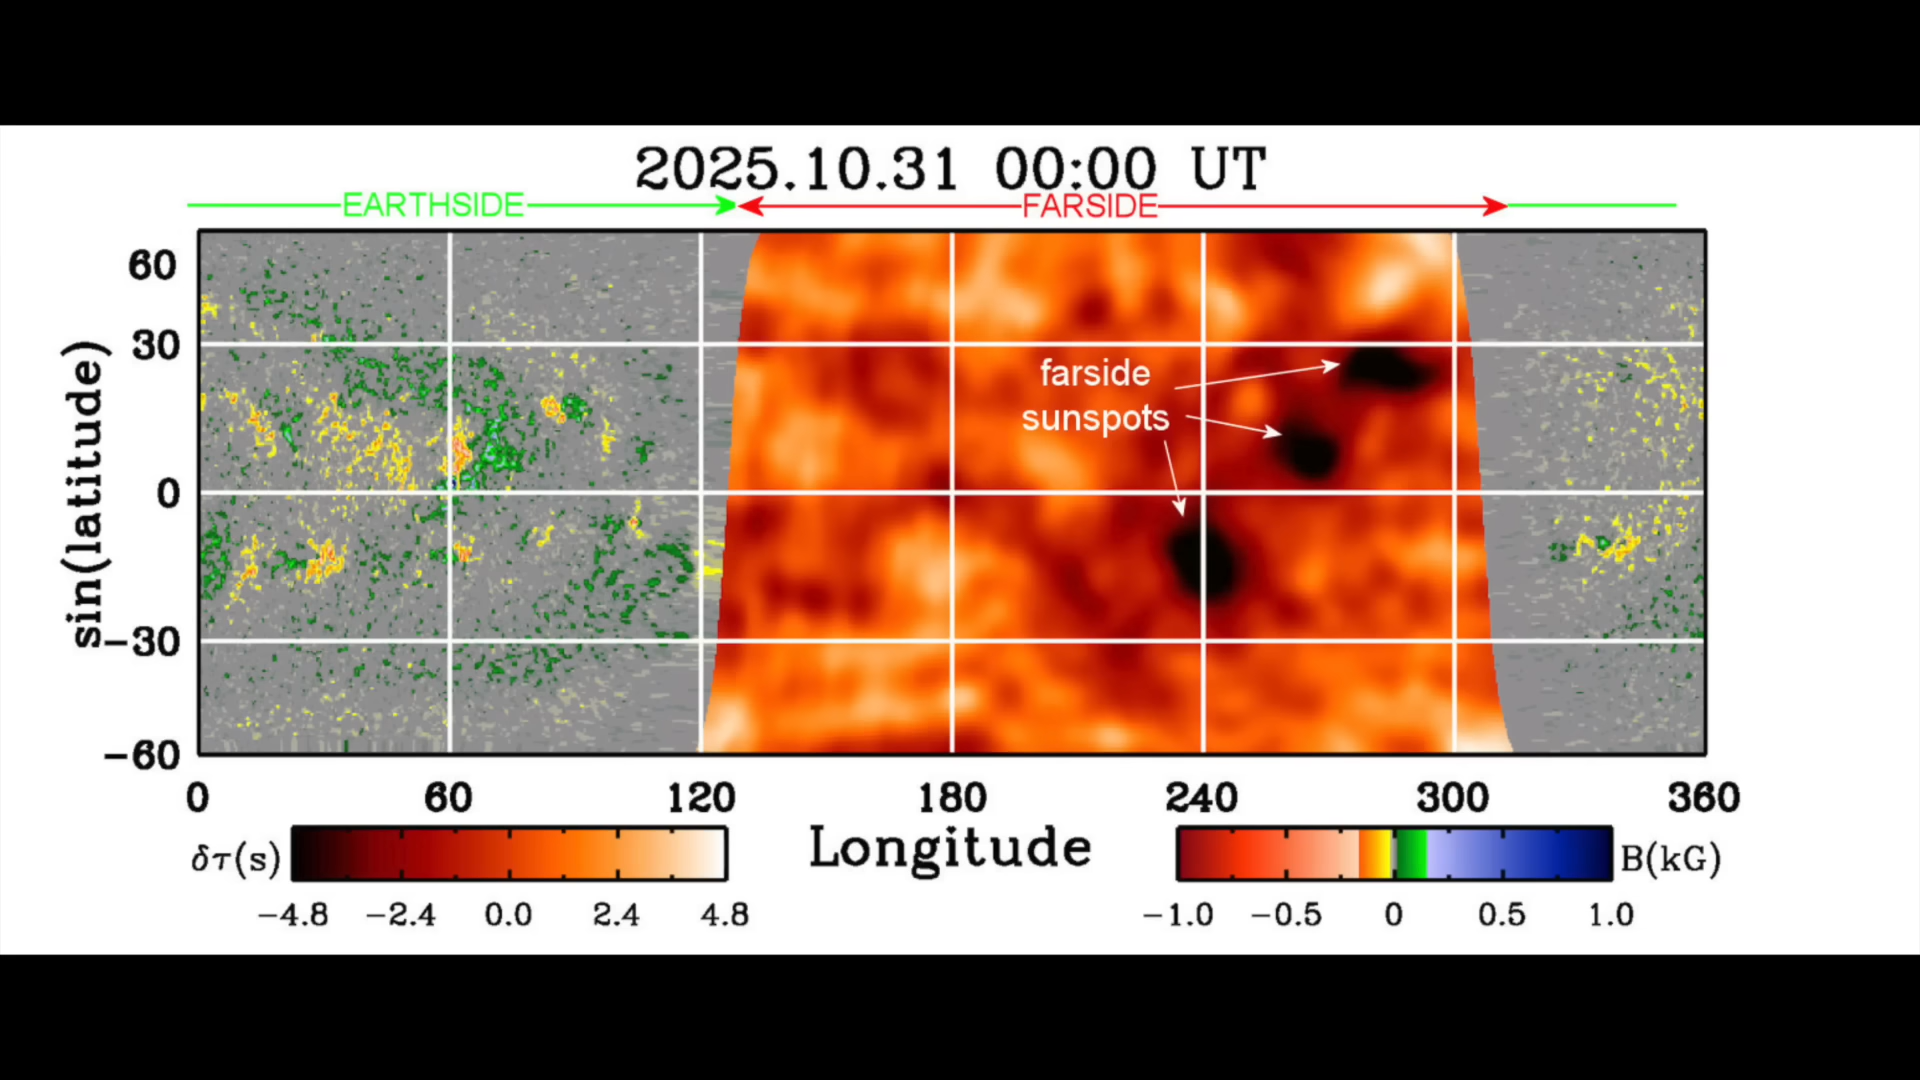 2025.10.31 00:00 UT
EARTHSIDE
FARSIDE
60
30
0
−30
−60
sin(latitude)
farside
sunspots
0 60 120 180 240 300 360
Longitude
δτ(s)
−4.8 −2.4 0.0 2.4 4.8
B(kG)
−1.0 −0.5 0 0.5 1.0